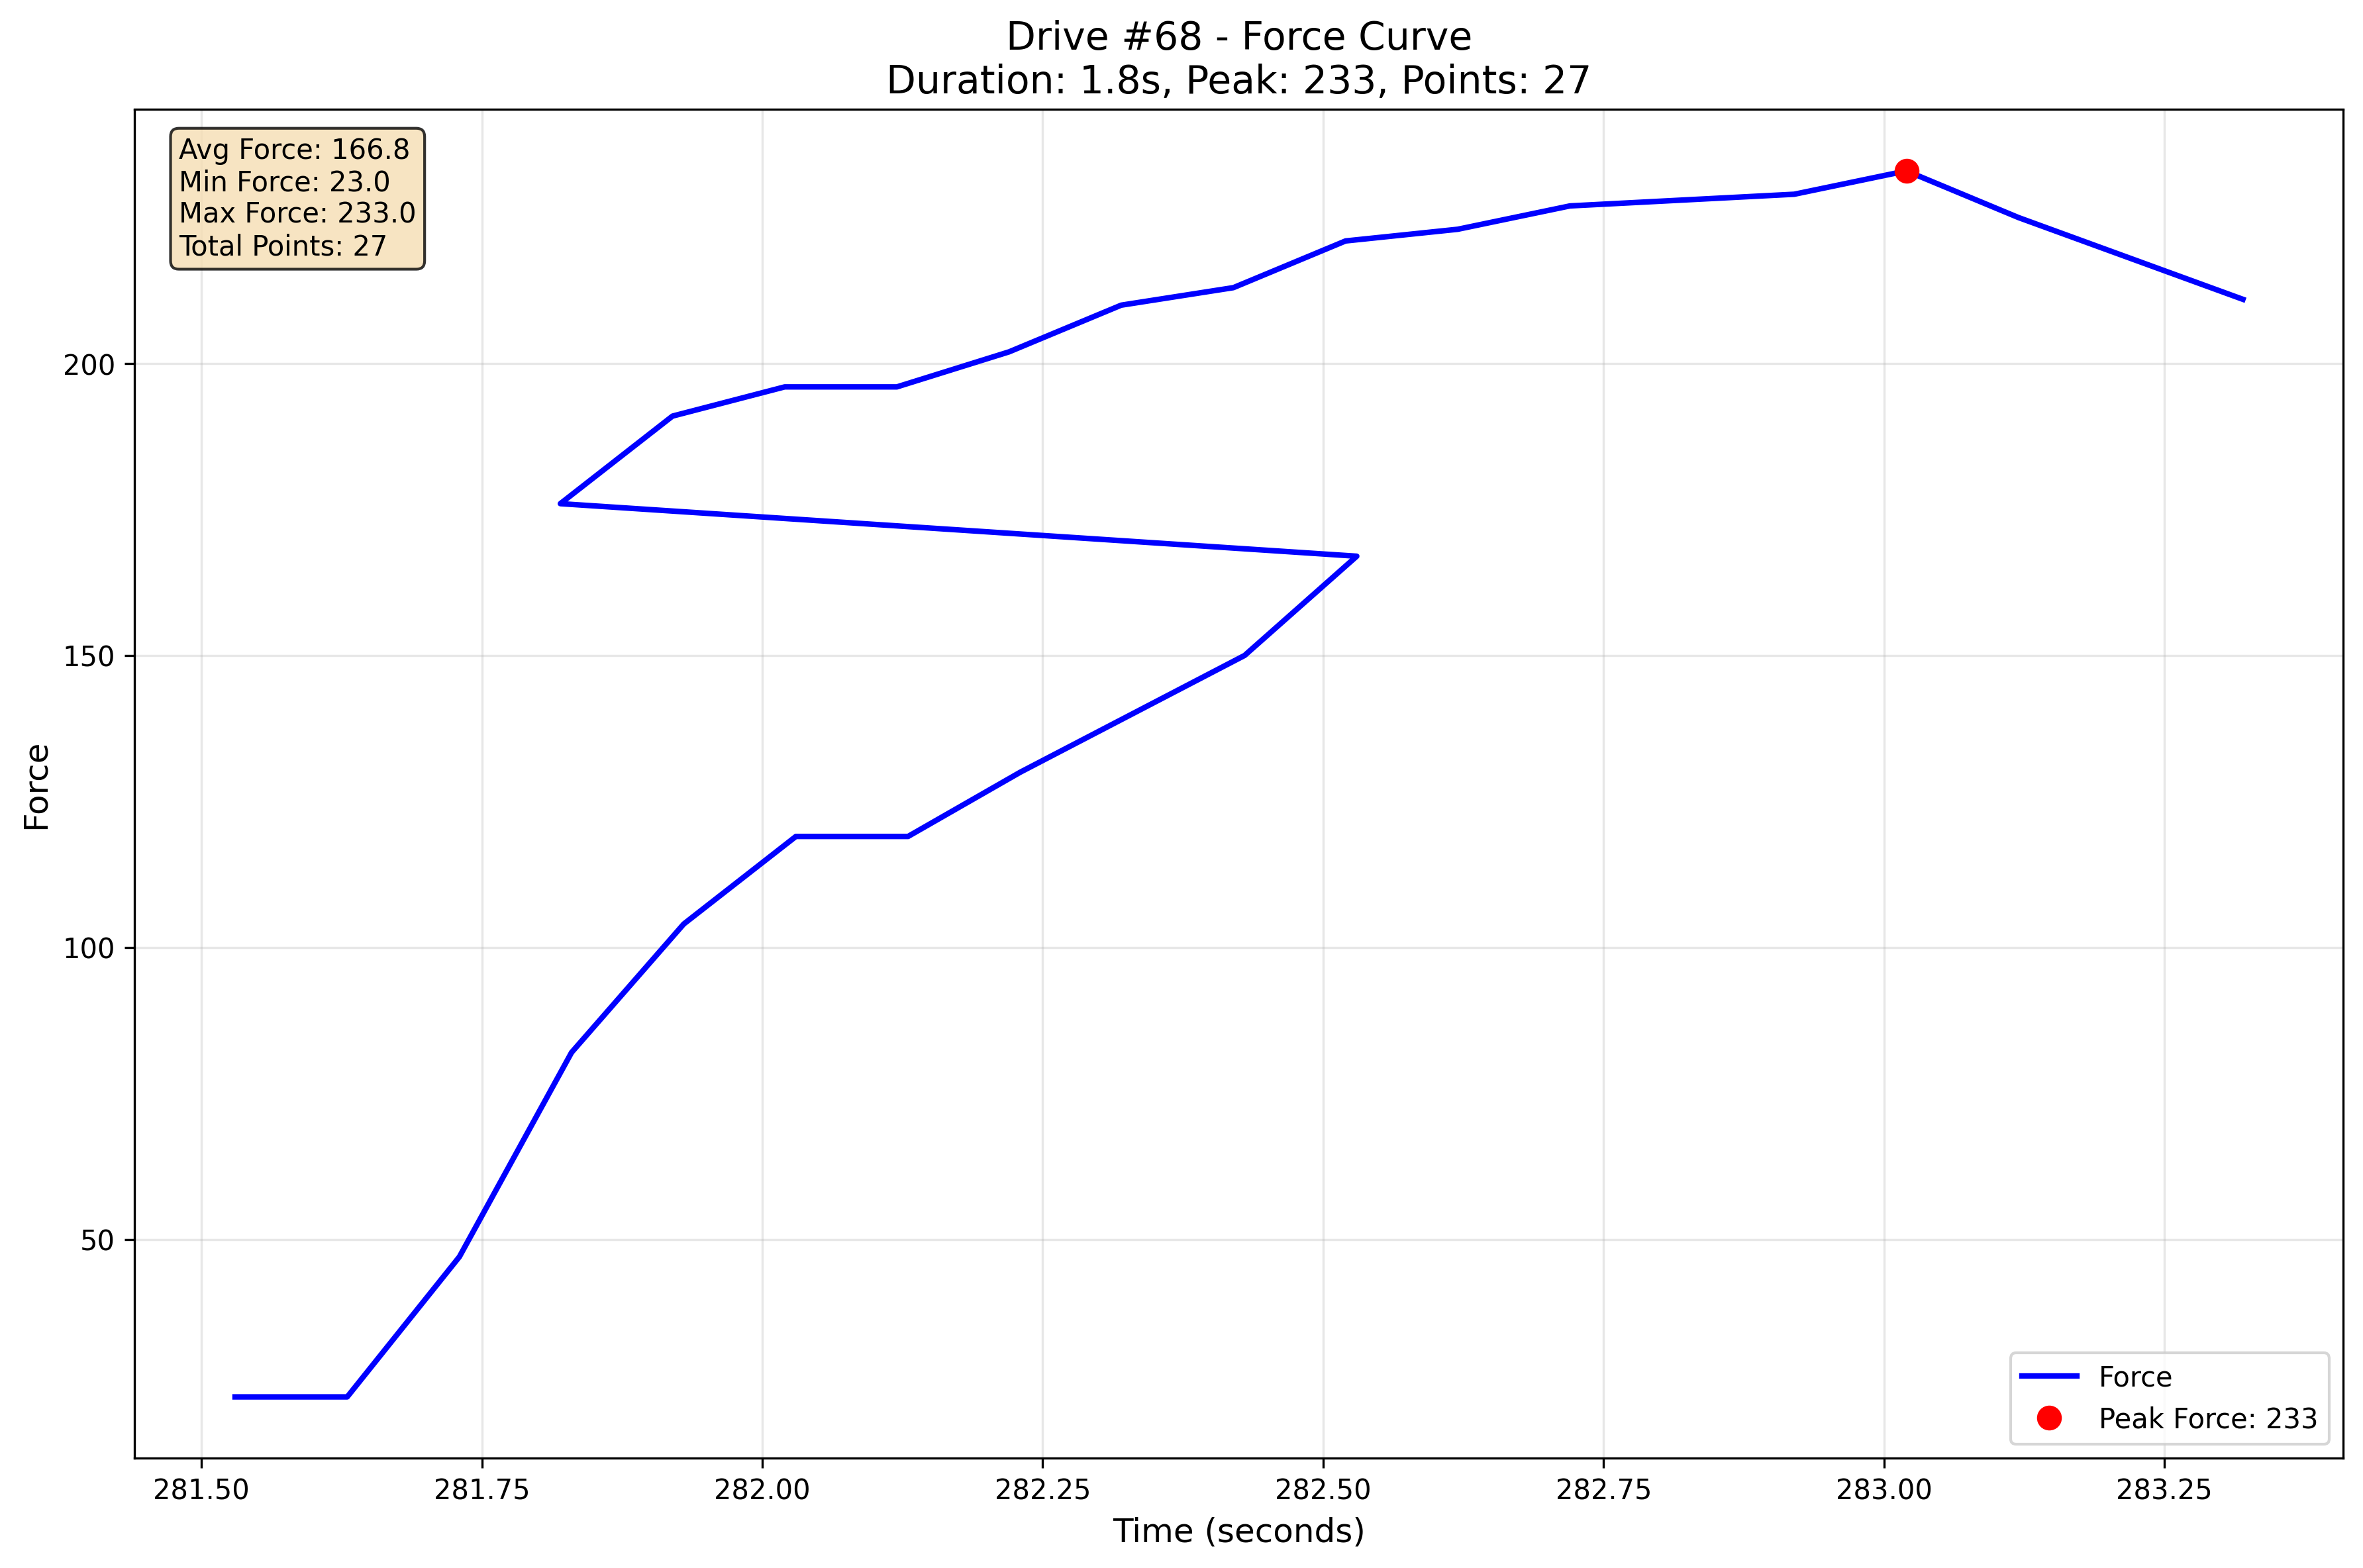 Drive #68 - Force Curve
Duration: 1.8s, Peak: 233, Points: 27
Avg Force: 166.8
Min Force: 23.0
Max Force: 233.0
Total Points: 27
200
150
100
50
Force
Force
Peak Force: 233
281.50 281.75 282.00 282.25 282.50 282.75 283.00 283.25
Time (seconds)